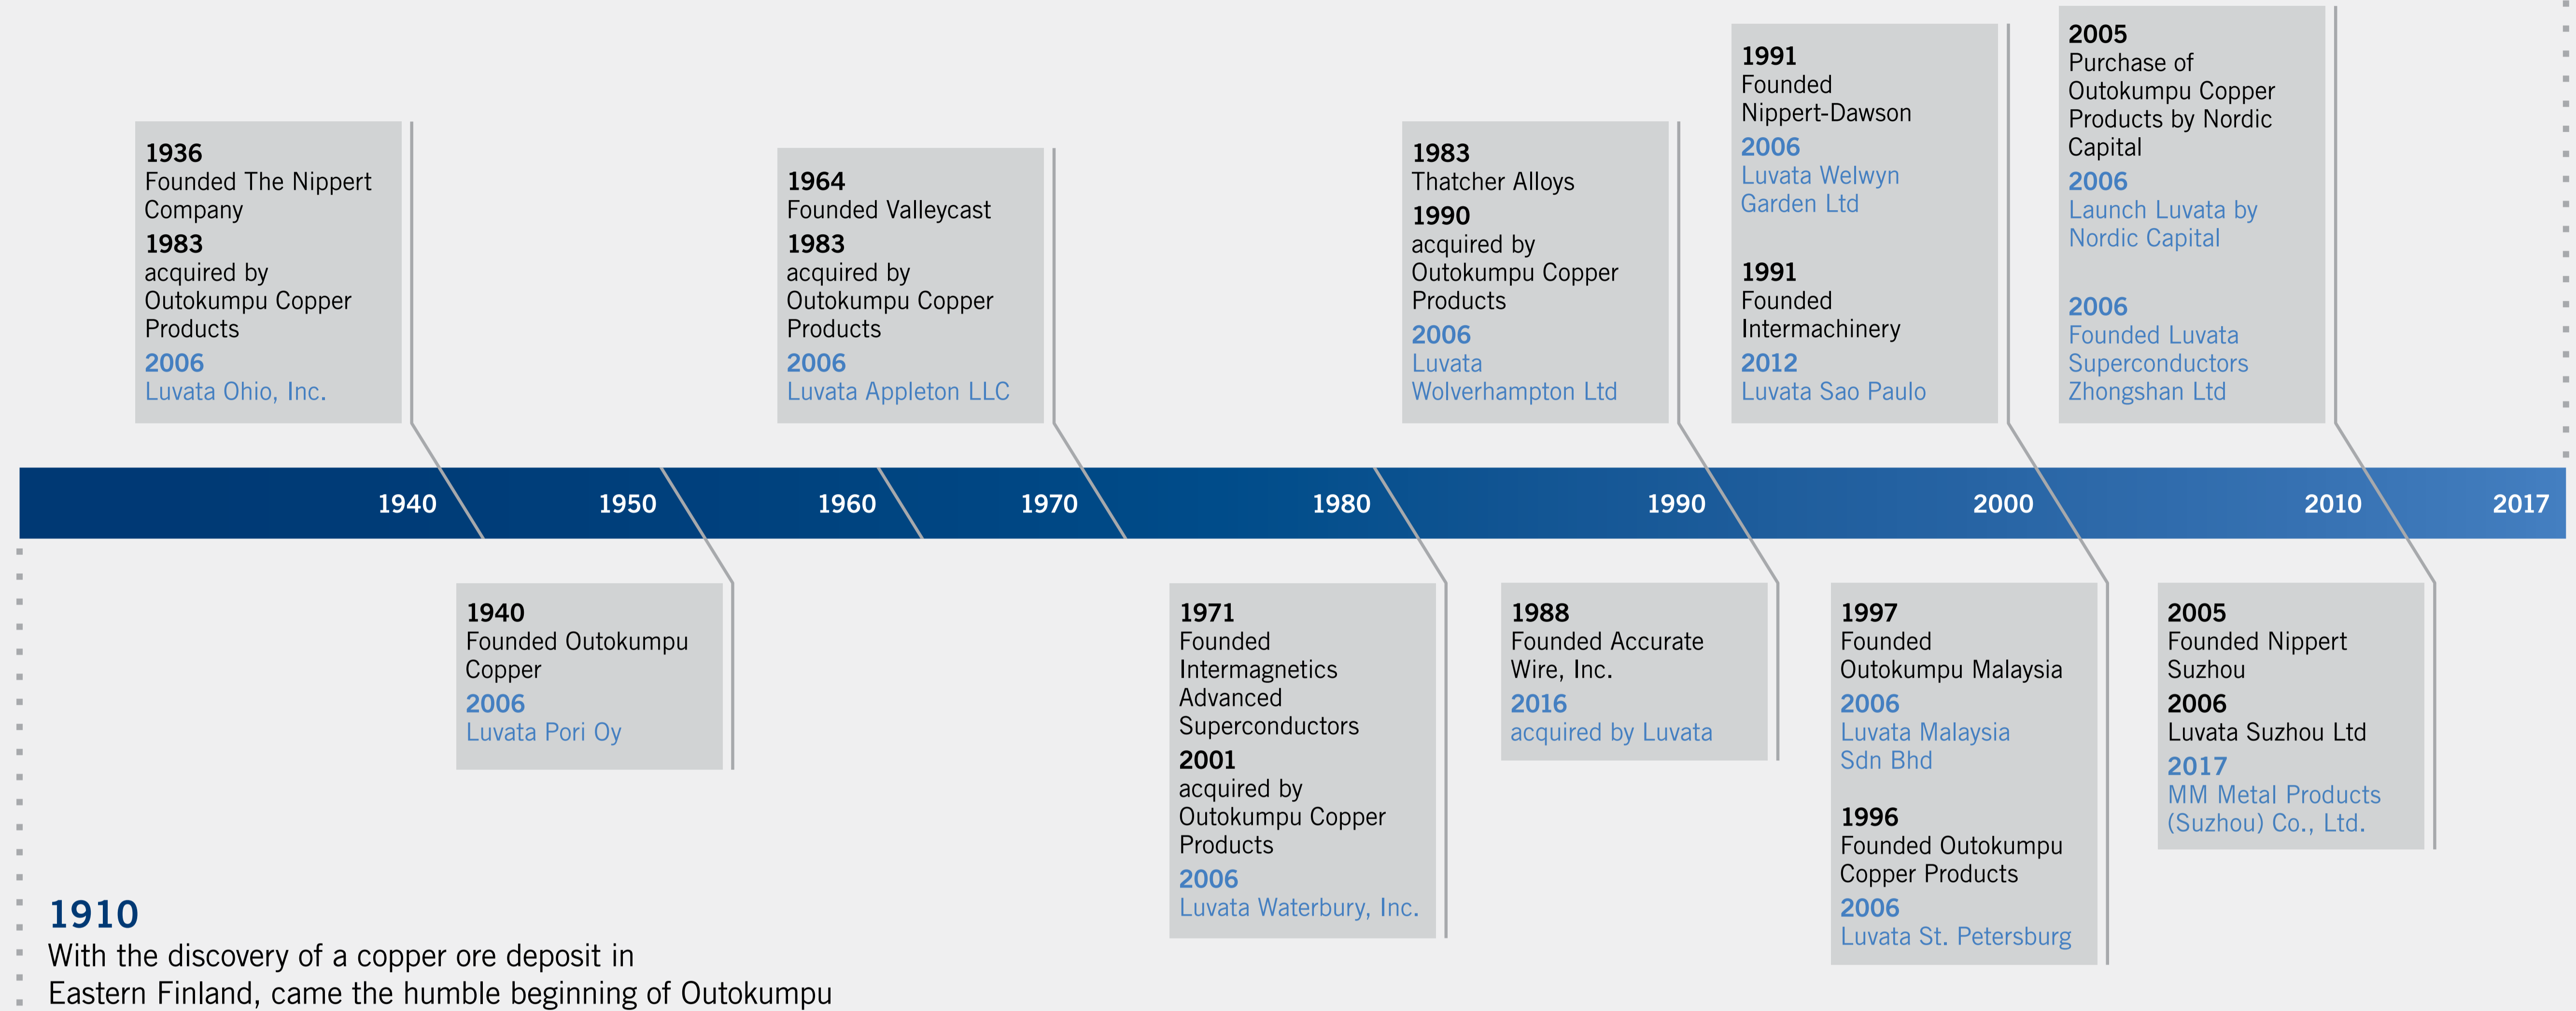 1936
Founded The Nippert
Company
1983
acquired by
Outokumpu Copper
Products
2006
Luvata Ohio, Inc.
1964
Founded Valleycast
1983
acquired by
Outokumpu Copper
Products
2006
Luvata Appleton LLC
1983
Thatcher Alloys
1990
acquired by
Outokumpu Copper
Products
2006
Luvata
Wolverhampton Ltd
1991
Founded
Nippert-Dawson
2006
Luvata Welwyn
Garden Ltd
1991
Founded
Intermachinery
2012
Luvata Sao Paulo
2005
Purchase of
Outokumpu Copper
Products by Nordic
Capital
2006
Launch Luvata by
Nordic Capital
2006
Founded Luvata
Superconductors
Zhongshan Ltd
1940 1950 1960 1970 1980 1990 2000 2010 2017
1940
Founded Outokumpu
Copper
2006
Luvata Pori Oy
1971
Founded
Intermagnetics
Advanced
Superconductors
2001
acquired by
Outokumpu Copper
Products
2006
Luvata Waterbury, Inc.
1988
Founded Accurate
Wire, Inc.
2016
acquired by Luvata
1997
Founded
Outokumpu Malaysia
2006
Luvata Malaysia
Sdn Bhd
1996
Founded Outokumpu
Copper Products
2006
Luvata St. Petersburg
2005
Founded Nippert
Suzhou
2006
Luvata Suzhou Ltd
2017
MM Metal Products
(Suzhou) Co., Ltd.
1910
With the discovery of a copper ore deposit in
Eastern Finland, came the humble beginning of Outokumpu